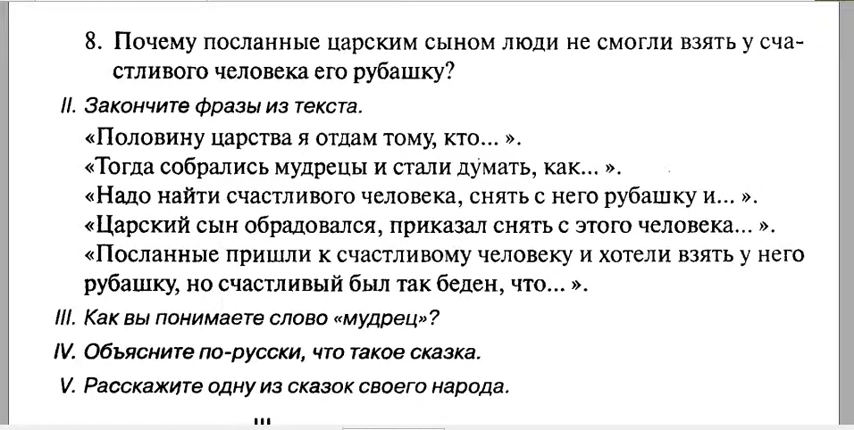 8. Почему посланные царским сыном люди не смогли взять у сча-
стливого человека его рубашку?
II. Закончите фразы из текста.
«Половину царства я отдам тому, кто... ».
«Тогда собрались мудрецы и стали думать, как... ».
«Надо найти счастливого человека, снять с него рубашку и... ».
«Царский сын обрадовался, приказал снять с этого человека... ».
«Посланные пришли к счастливому человеку и хотели взять у него
рубашку, но счастливый был так беден, что... ».
III. Как вы понимаете слово «мудрец»?
IV. Объясните по-русски, что такое сказка.
V. Расскажите одну из сказок своего народа.